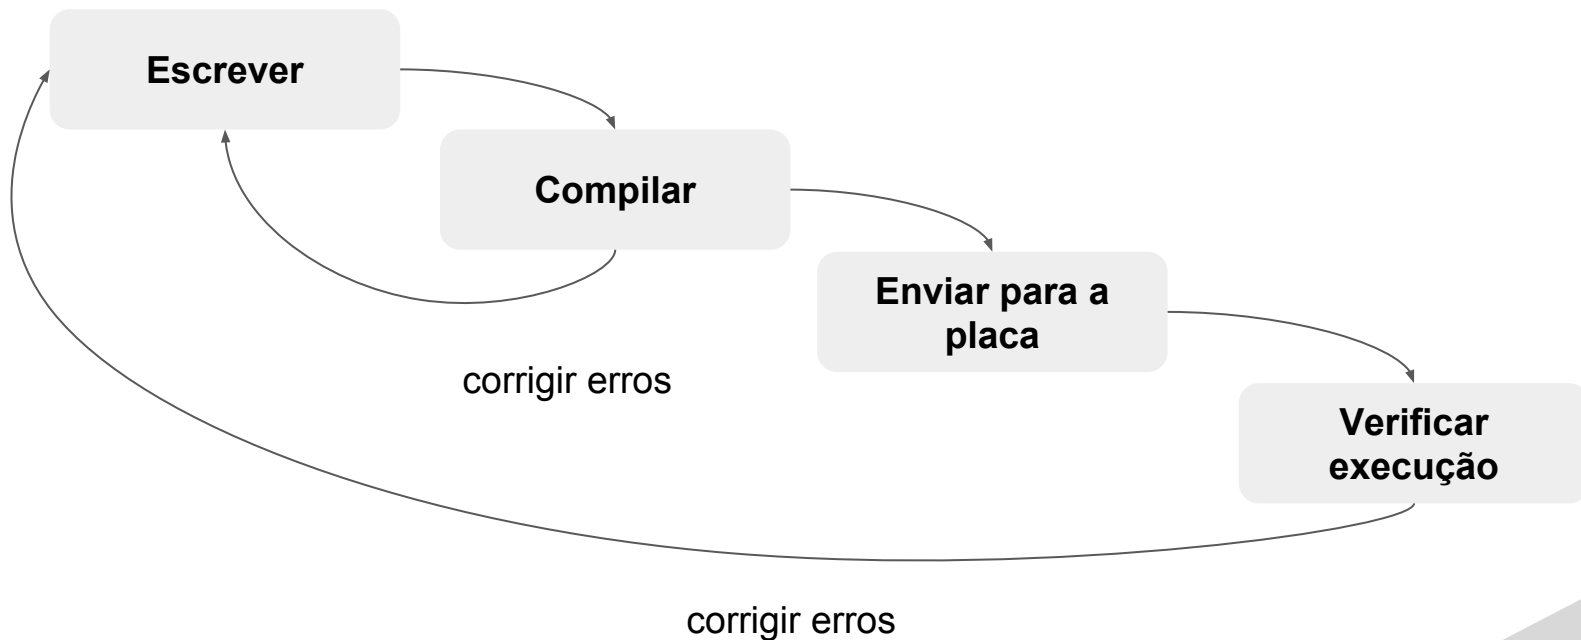 Escrever
Compilar
Enviar para a
placa
corrigir erros
Verificar
execução
corrigir erros